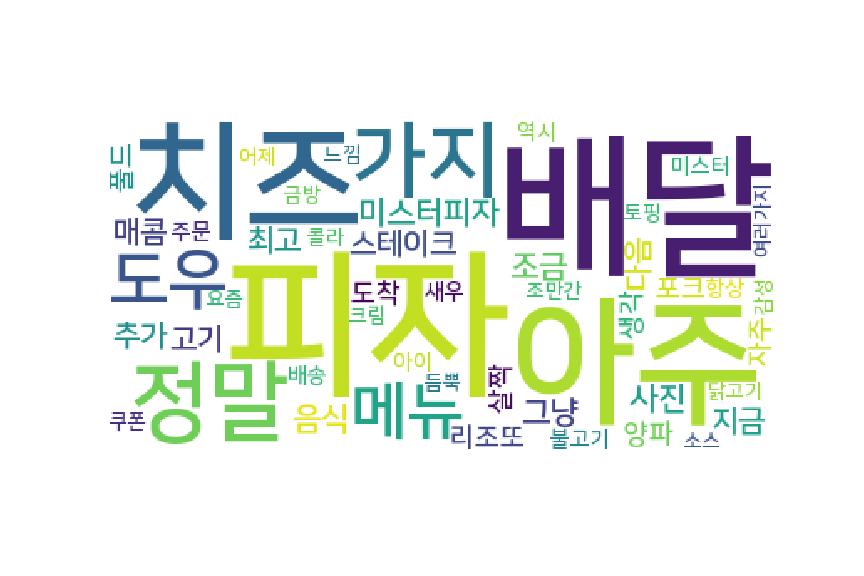 치즈
가지
배달
피자
아주
정말
도우
메뉴
폴드
어제
느낌
역시
미스터
금방
미스터피자
토핑
여러가지
매콤
주문
최고
콜라
스테이크
조금
다음
요즘
도착
새우
조만간
포크
항상
감성
크림
생각
추가
고기
아이
자주
배송
듬뿍
살짝
사진
닭고기
쿠폰
음식
그냥
지금
리조또
불고기
양파
소스